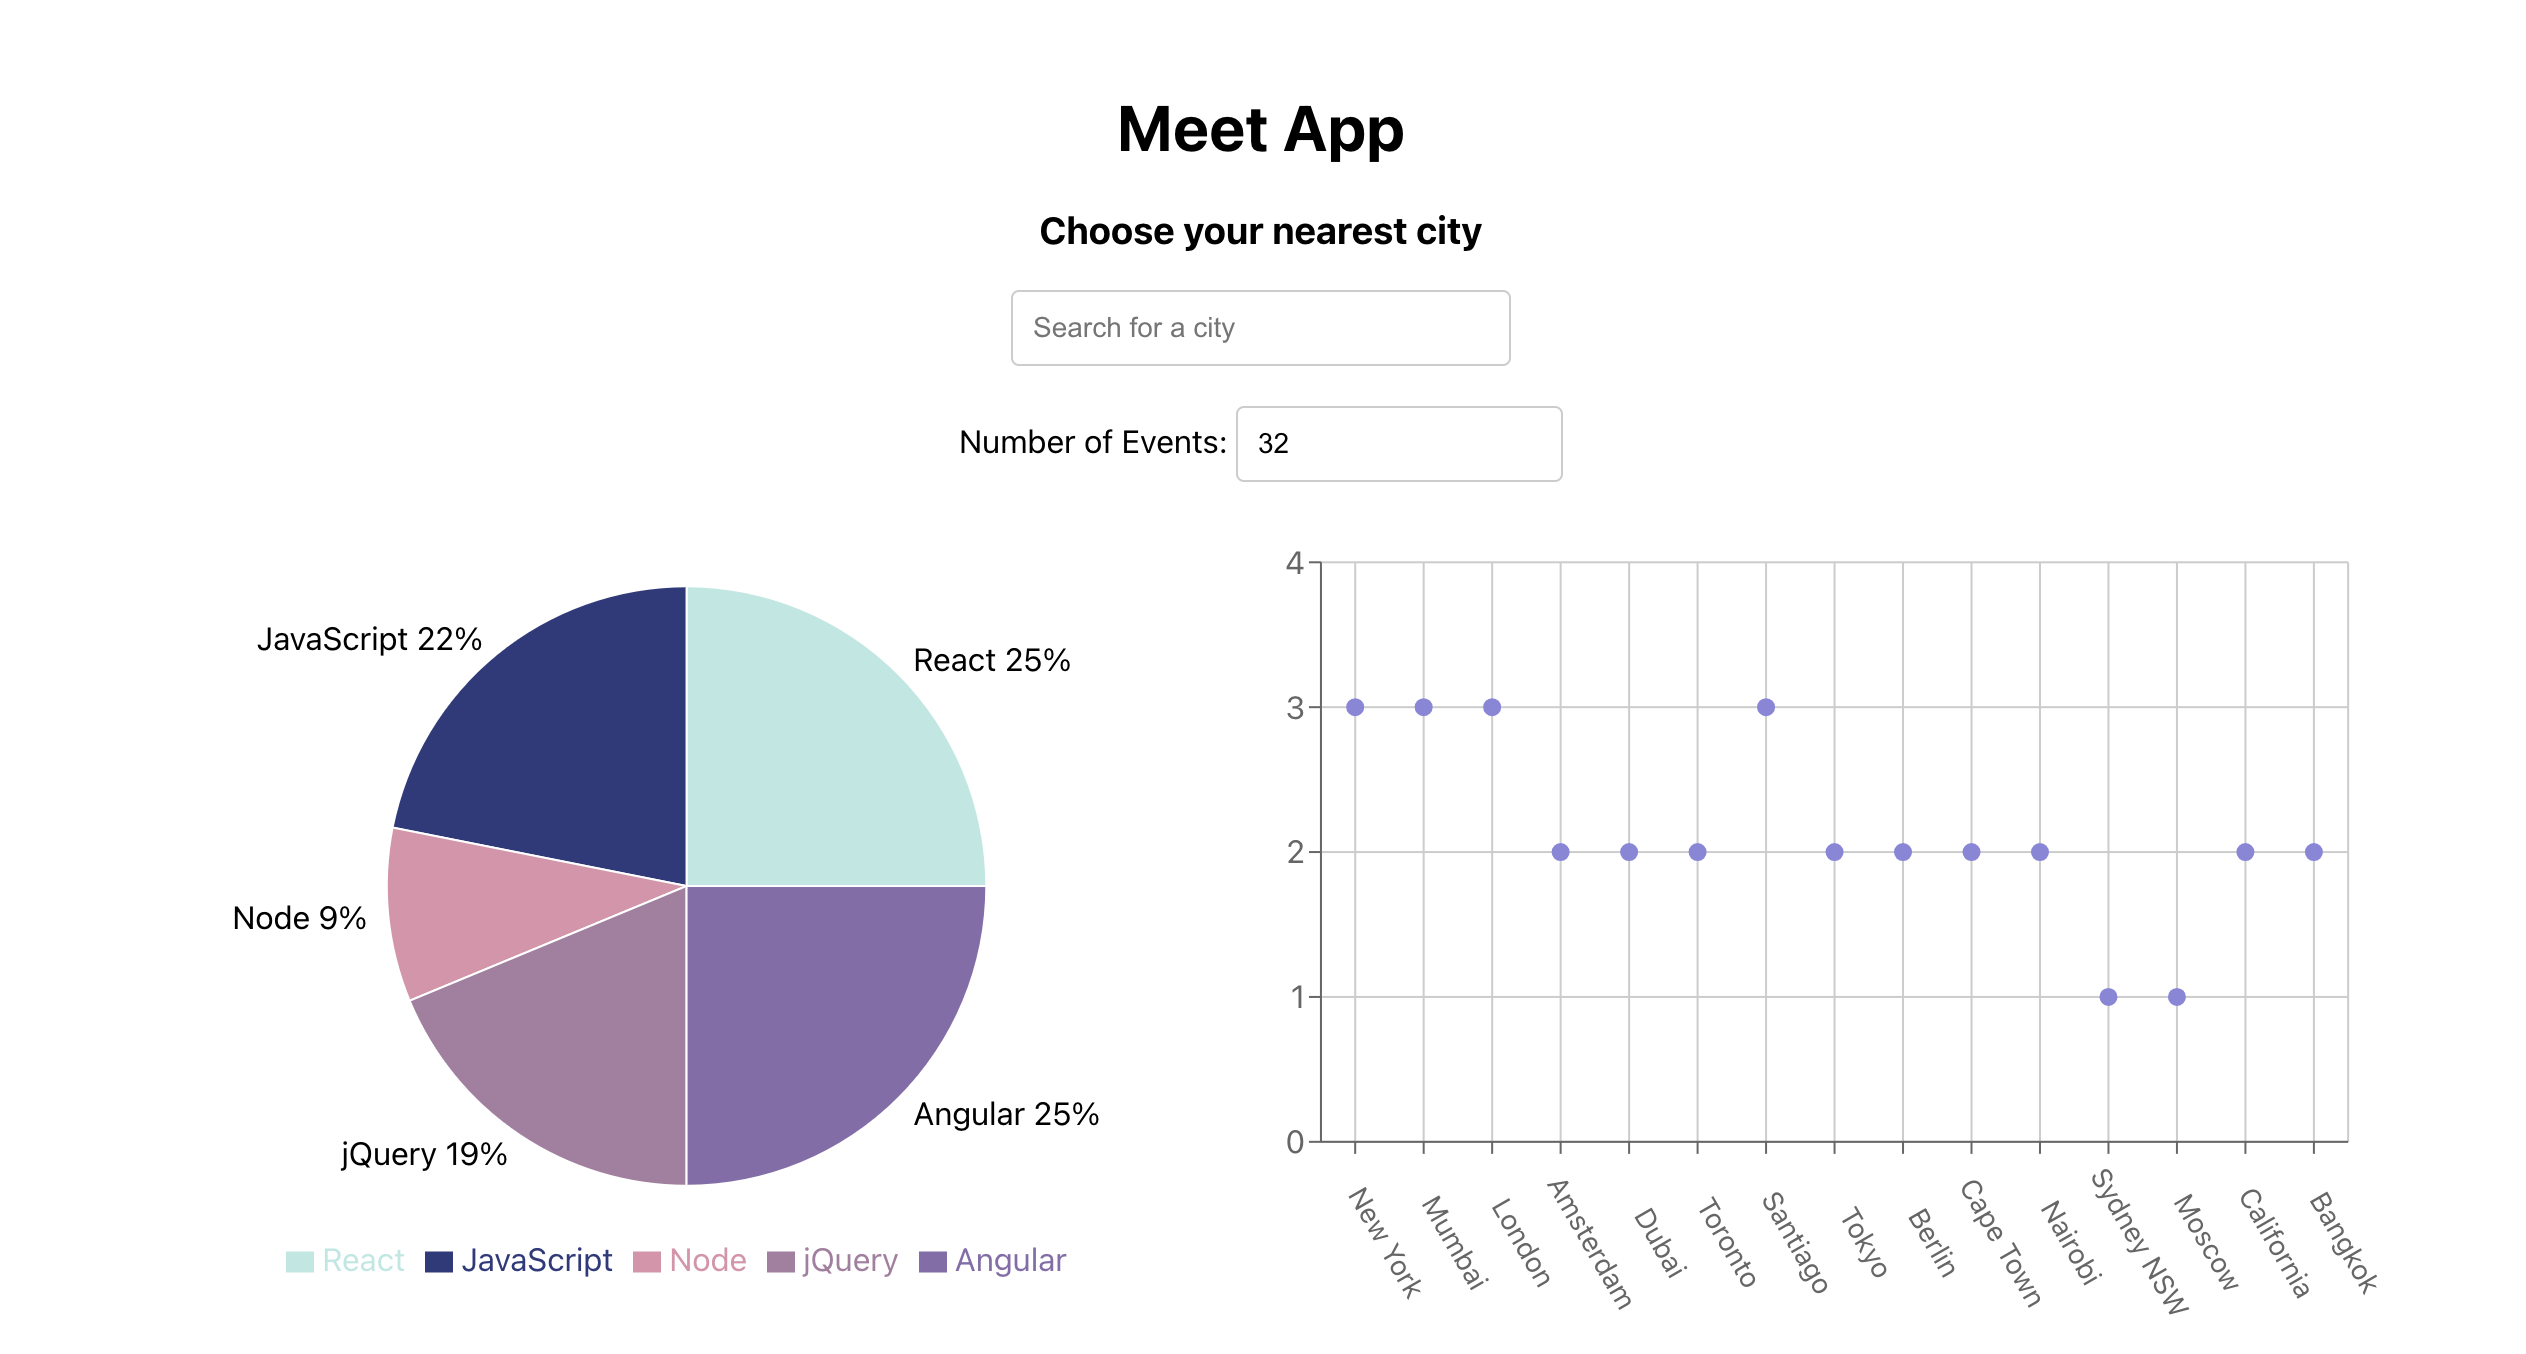 Meet App
Choose your nearest city
Search for a city
Number of Events: 32
JavaScript 22%
React 25%
Node 9%
Angular 25%
jQuery 19%
React JavaScript Node jQuery Angular
4
3
2
1
0
New York
Mumbai
London
Amsterdam
Dubai
Toronto
Santiago
Tokyo
Berlin
Cape Town
Nairobi
Sydney NSW
Moscow
California
Bangkok